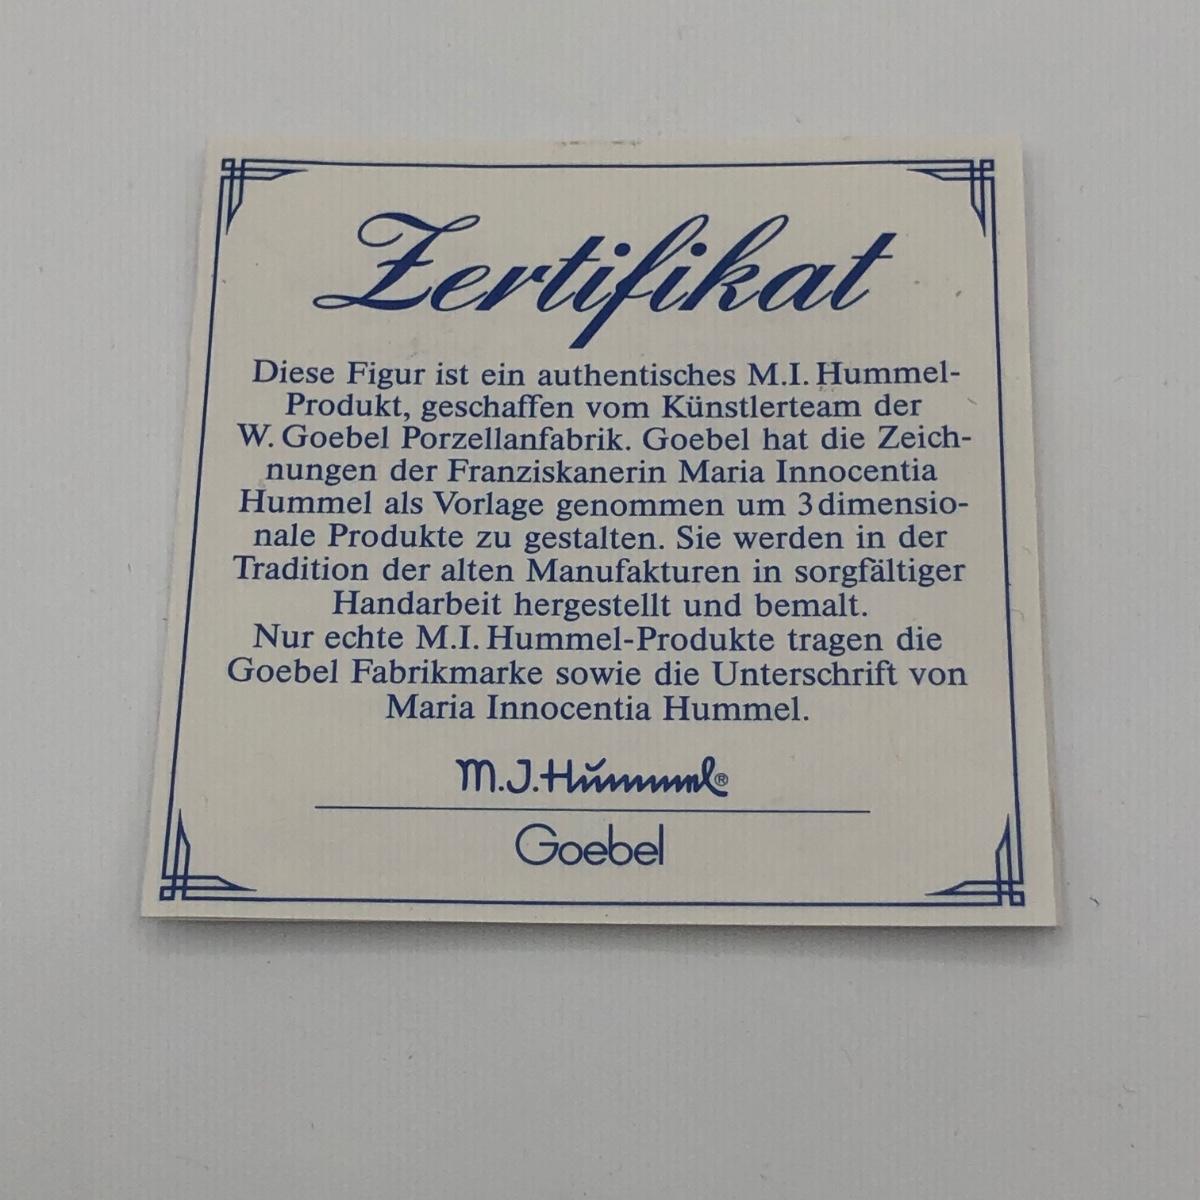 Zertifikat
Diese Figur ist ein authentisches M.I. Hummel-
Produkt, geschaffen vom Künstlerteam der
W. Goebel Porzellanfabrik. Goebel hat die Zeich-
nungen der Franziskanerin Maria Innocentia
Hummel als Vorlage genommen um 3dimensio-
nale Produkte zu gestalten. Sie werden in der
Tradition der alten Manufakturen in sorgfältiger
Handarbeit hergestellt und bemalt.
Nur echte M.I. Hummel-Produkte tragen die
Goebel Fabrikmarke sowie die Unterschrift von
Maria Innocentia Hummel.
M.J.Hummel®
Goebel